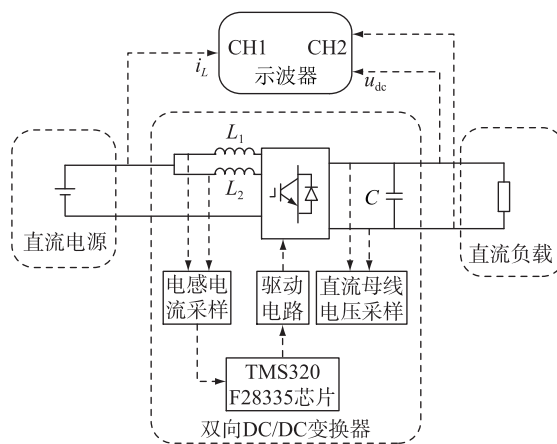 CH1
CH2
i_L
示波器
u_dc
L_1
L_2
C
直流电源
直流负载
电感电
流采样
驱动
电路
直流母线
电压采样
TMS320
F28335芯片
双向DC/DC变换器